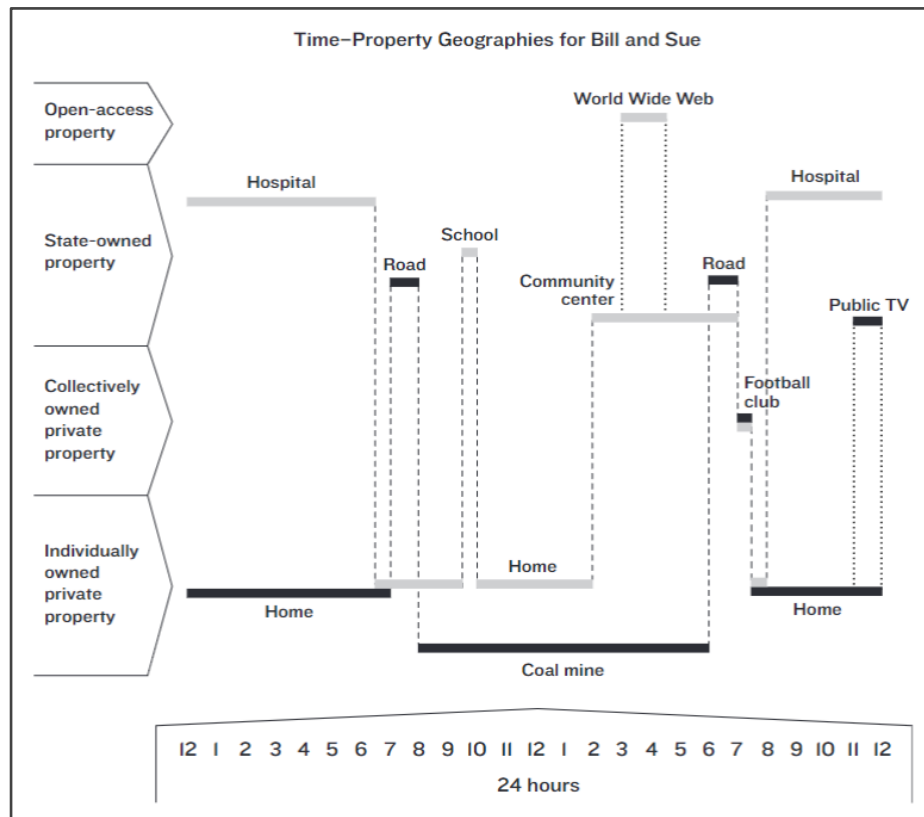 Time–Property Geographies for Bill and Sue
Open-access
property
World Wide Web
Hospital
Hospital
State-owned
property
School
Road
Community
center
Road
Public TV
Collectively
owned
private
property
Football
club
Individually
owned
private
property
Home
Home
Home
Coal mine
12 1 2 3 4 5 6 7 8 9 10 11 12 1 2 3 4 5 6 7 8 9 10 11 12
24 hours